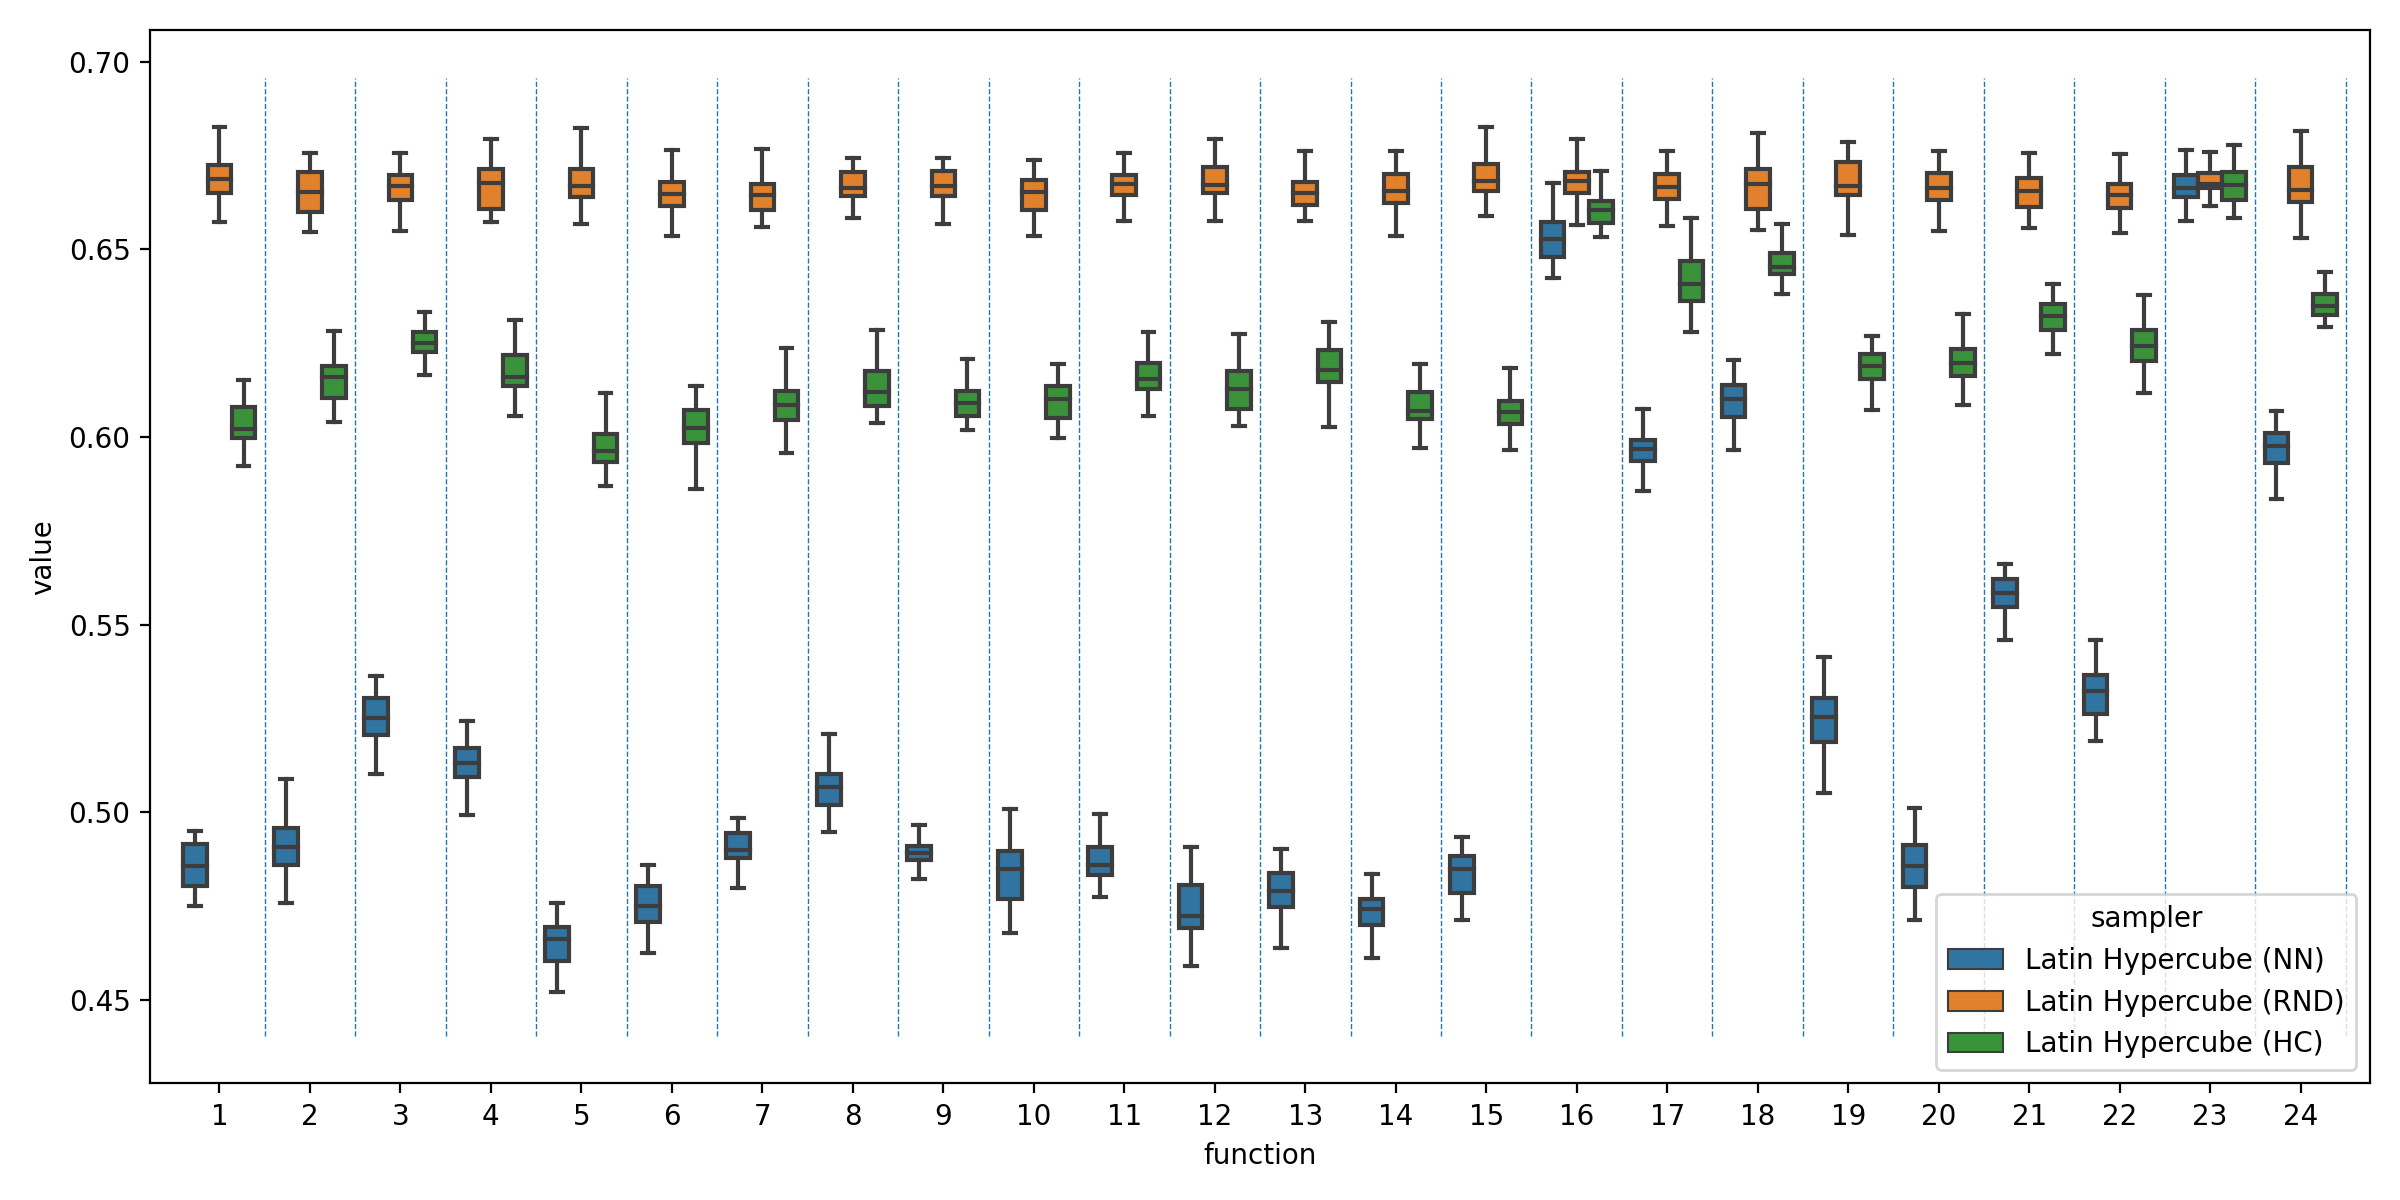 0.70
0.65
0.60
0.55
0.50
0.45
value
1 2 3 4 5 6 7 8 9 10 11 12 13 14 15 16 17 18 19 20 21 22 23 24
function
sampler
Latin Hypercube (NN)
Latin Hypercube (RND)
Latin Hypercube (HC)